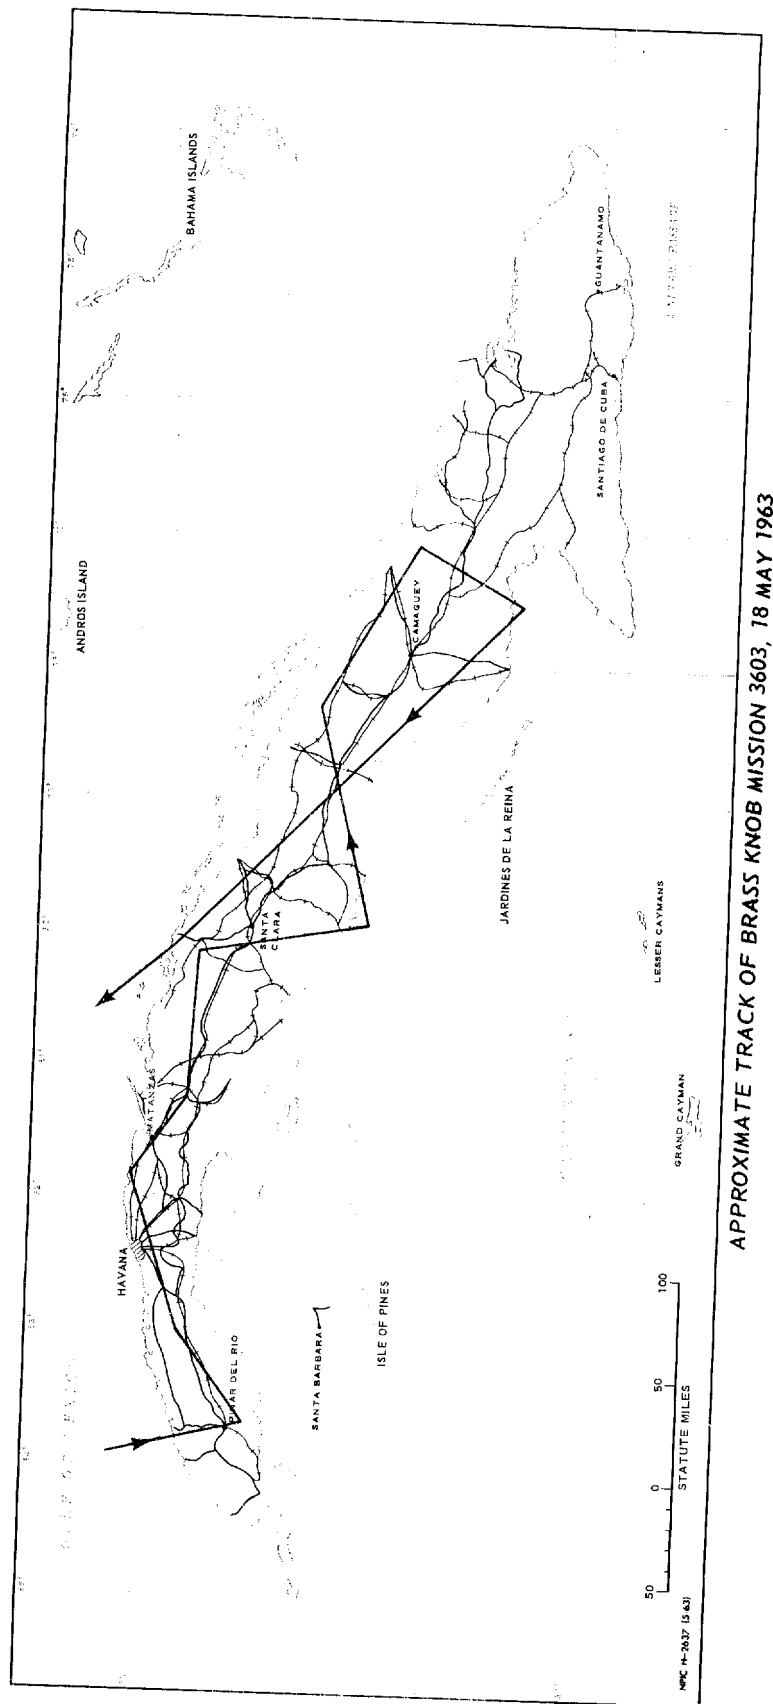 BAHAMA ISLANDS
ANDROS ISLAND
GUANTANAMO
SANTIAGO DE CUBA
CAMAGUEY
JARDINES DE LA REINA
SANTA
CLARA
LESSER CAYMANS
MATANZAS
GRAND CAYMAN
HAVANA
PINAR DEL RIO
SANTA BARBARA
ISLE OF PINES
50 0 50 100
STATUTE MILES
NPIC H-2637 (5-63)
APPROXIMATE TRACK OF BRASS KNOB MISSION 3603, 18 MAY 1963